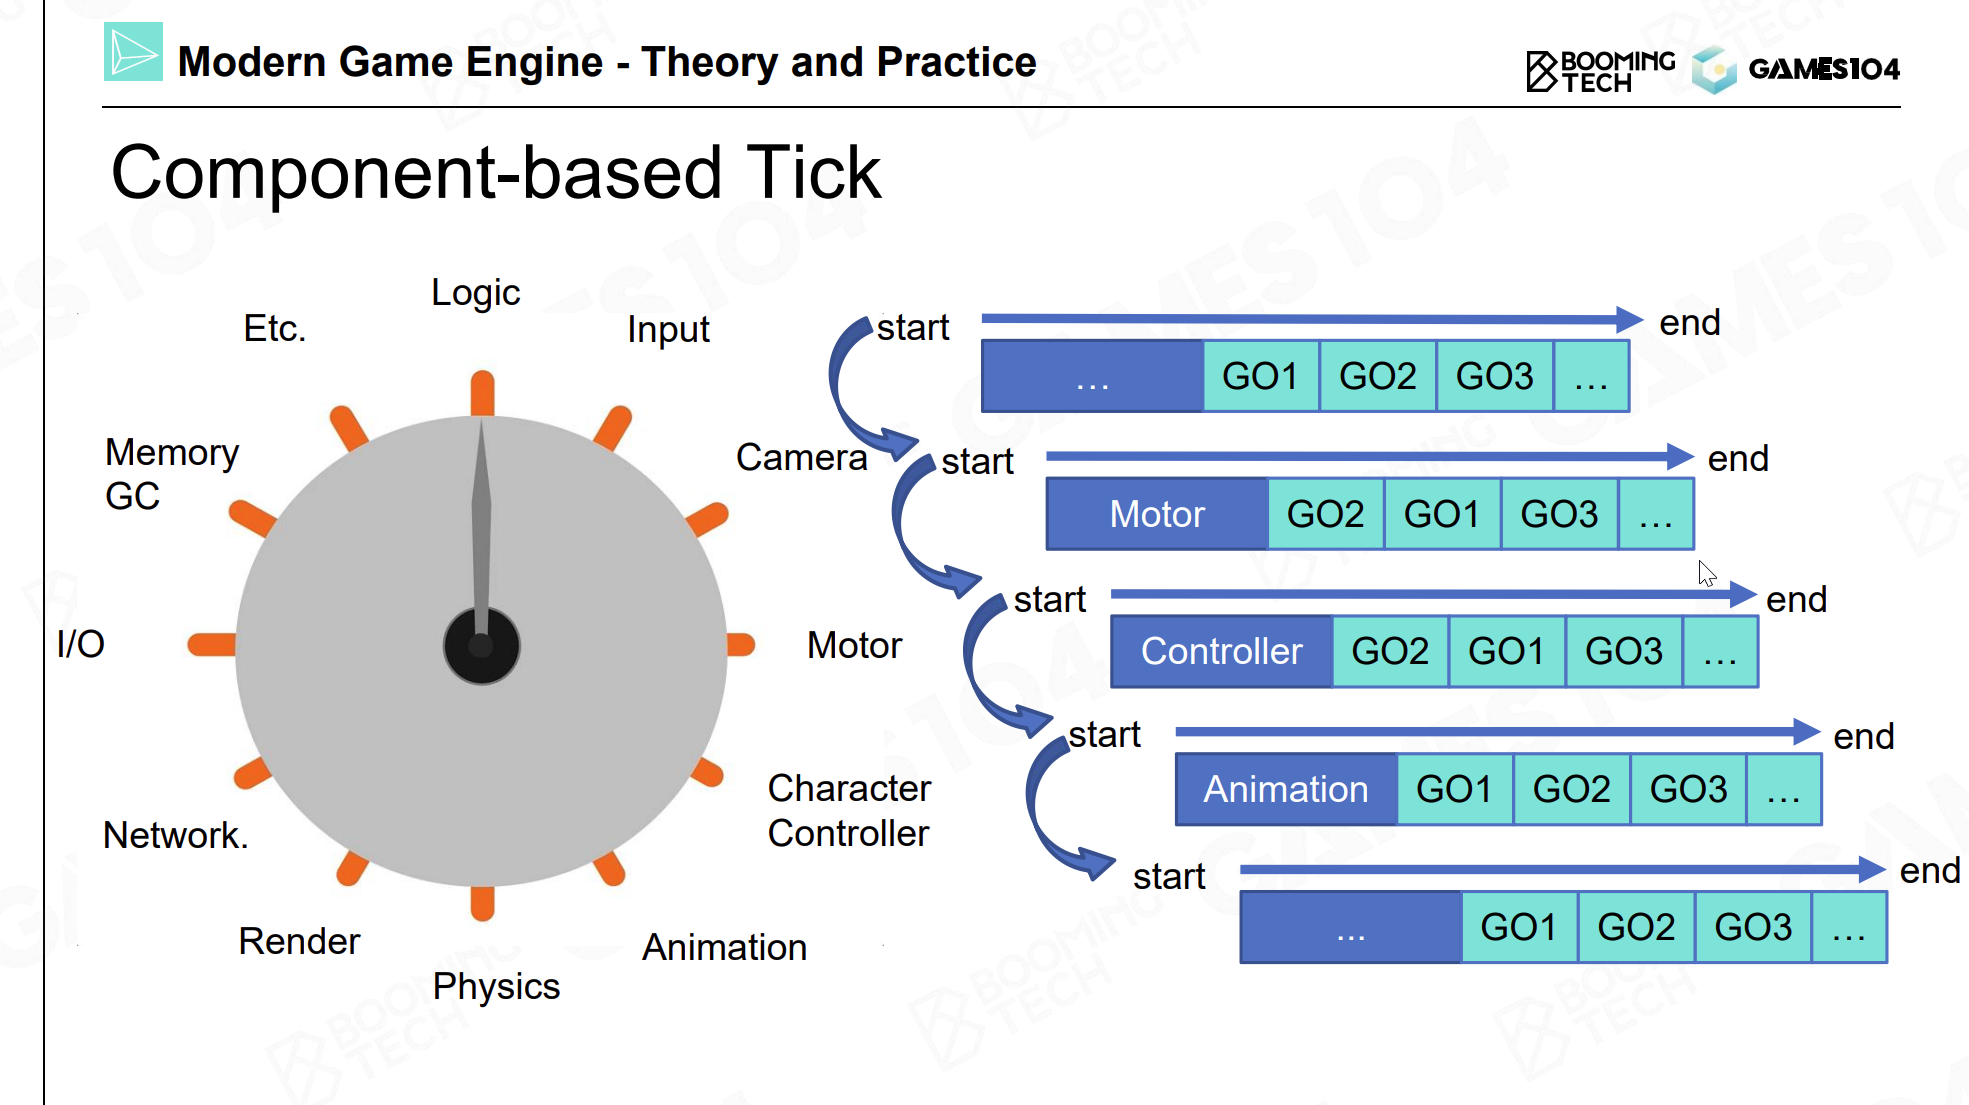 Modern Game Engine - Theory and Practice
BOOMING
TECH
GAMES104
Component-based Tick
Logic
Etc.
Input
Memory
GC
Camera
I/O
Motor
Network.
Character
Controller
Render
Animation
Physics
start
end
... GO1 GO2 GO3 ...
start
end
Motor GO2 GO1 GO3 ...
start
end
Controller GO2 GO1 GO3 ...
start
end
Animation GO1 GO2 GO3 ...
start
end
... GO1 GO2 GO3 ...